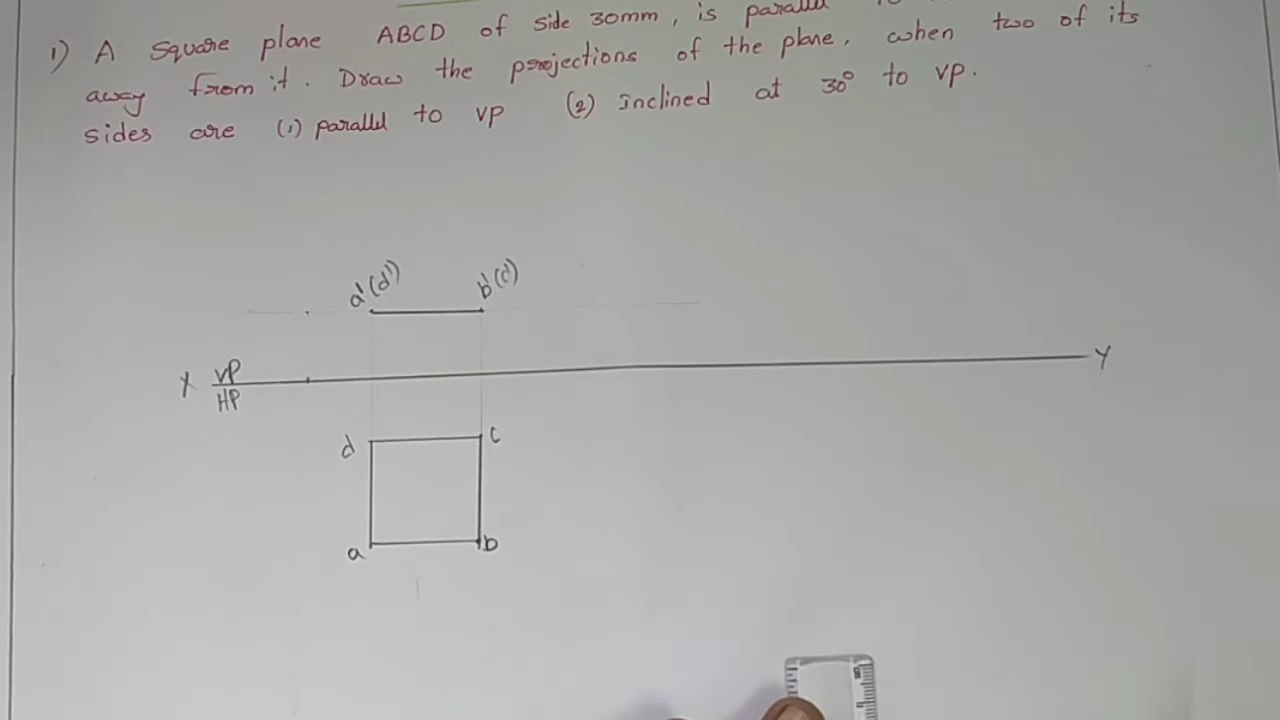 1) A square plane ABCD of side 30mm, is
away from it. Draw the projections of the plane, when two of its
sides are (1) parallel to VP (2) Inclined at 30° to VP.
a'(d') b'(c')
X VP Y
HP
d c
a b